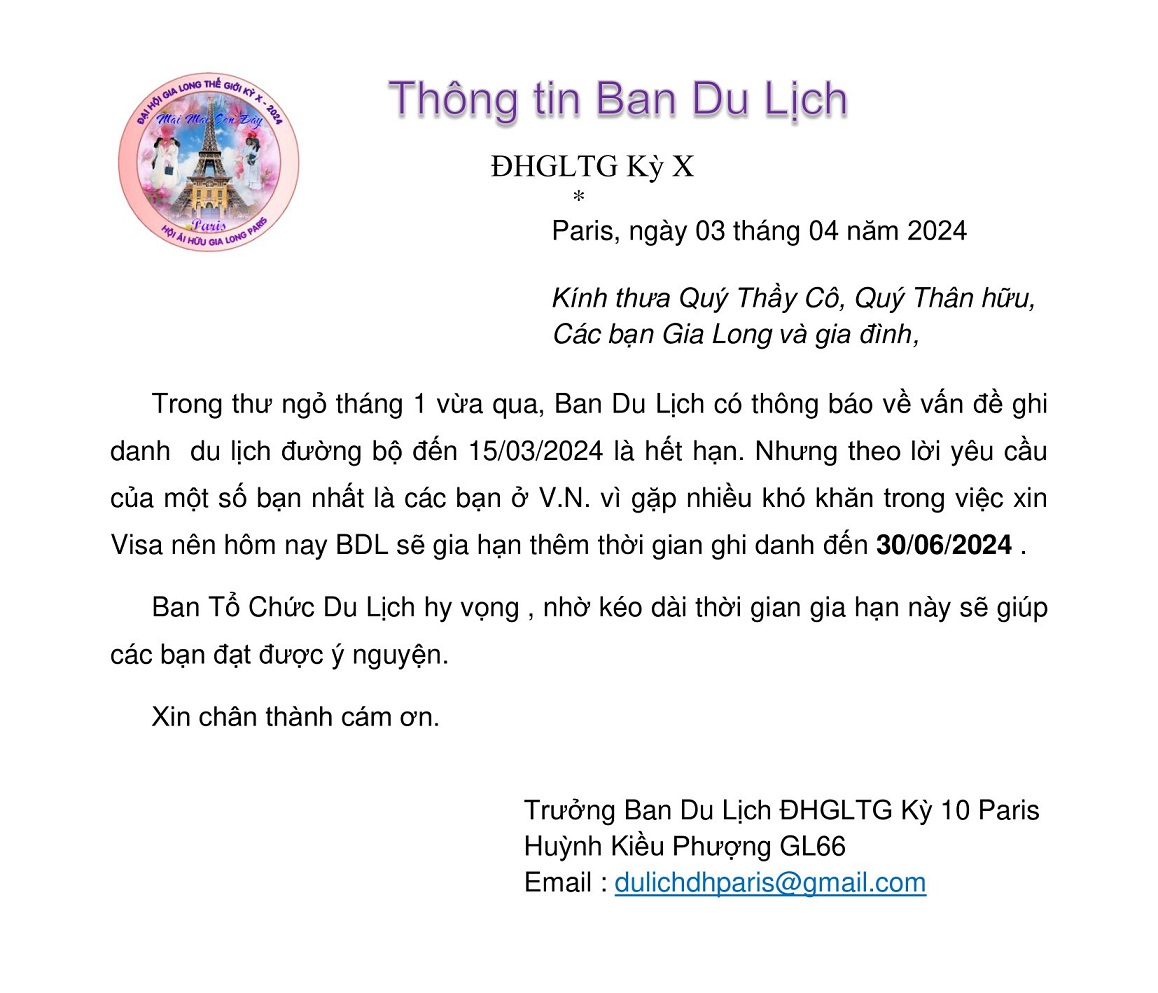 ĐẠI HỘI GIA LONG THẾ GIỚI KỲ X - 2024
Mãi Mãi Còn Đây
Paris
HỘI ÁI HỮU GIA LONG PARIS
Thông tin Ban Du Lịch
ĐHGLTG Kỳ X
*
Paris, ngày 03 tháng 04 năm 2024
Kính thưa Quý Thầy Cô, Quý Thân hữu,
Các bạn Gia Long và gia đình,
Trong thư ngỏ tháng 1 vừa qua, Ban Du Lịch có thông báo về vấn đề ghi
danh  du lịch đường bộ đến 15/03/2024 là hết hạn. Nhưng theo lời yêu cầu
của một số bạn nhất là các bạn ở V.N. vì gặp nhiều khó khăn trong việc xin
Visa nên hôm nay BDL sẽ gia hạn thêm thời gian ghi danh đến 30/06/2024 .
Ban Tổ Chức Du Lịch hy vọng , nhờ kéo dài thời gian gia hạn này sẽ giúp
các bạn đạt được ý nguyện.
Xin chân thành cám ơn.
Trưởng Ban Du Lịch ĐHGLTG Kỳ 10 Paris
Huỳnh Kiều Phượng GL66
Email : dulichdhparis@gmail.com